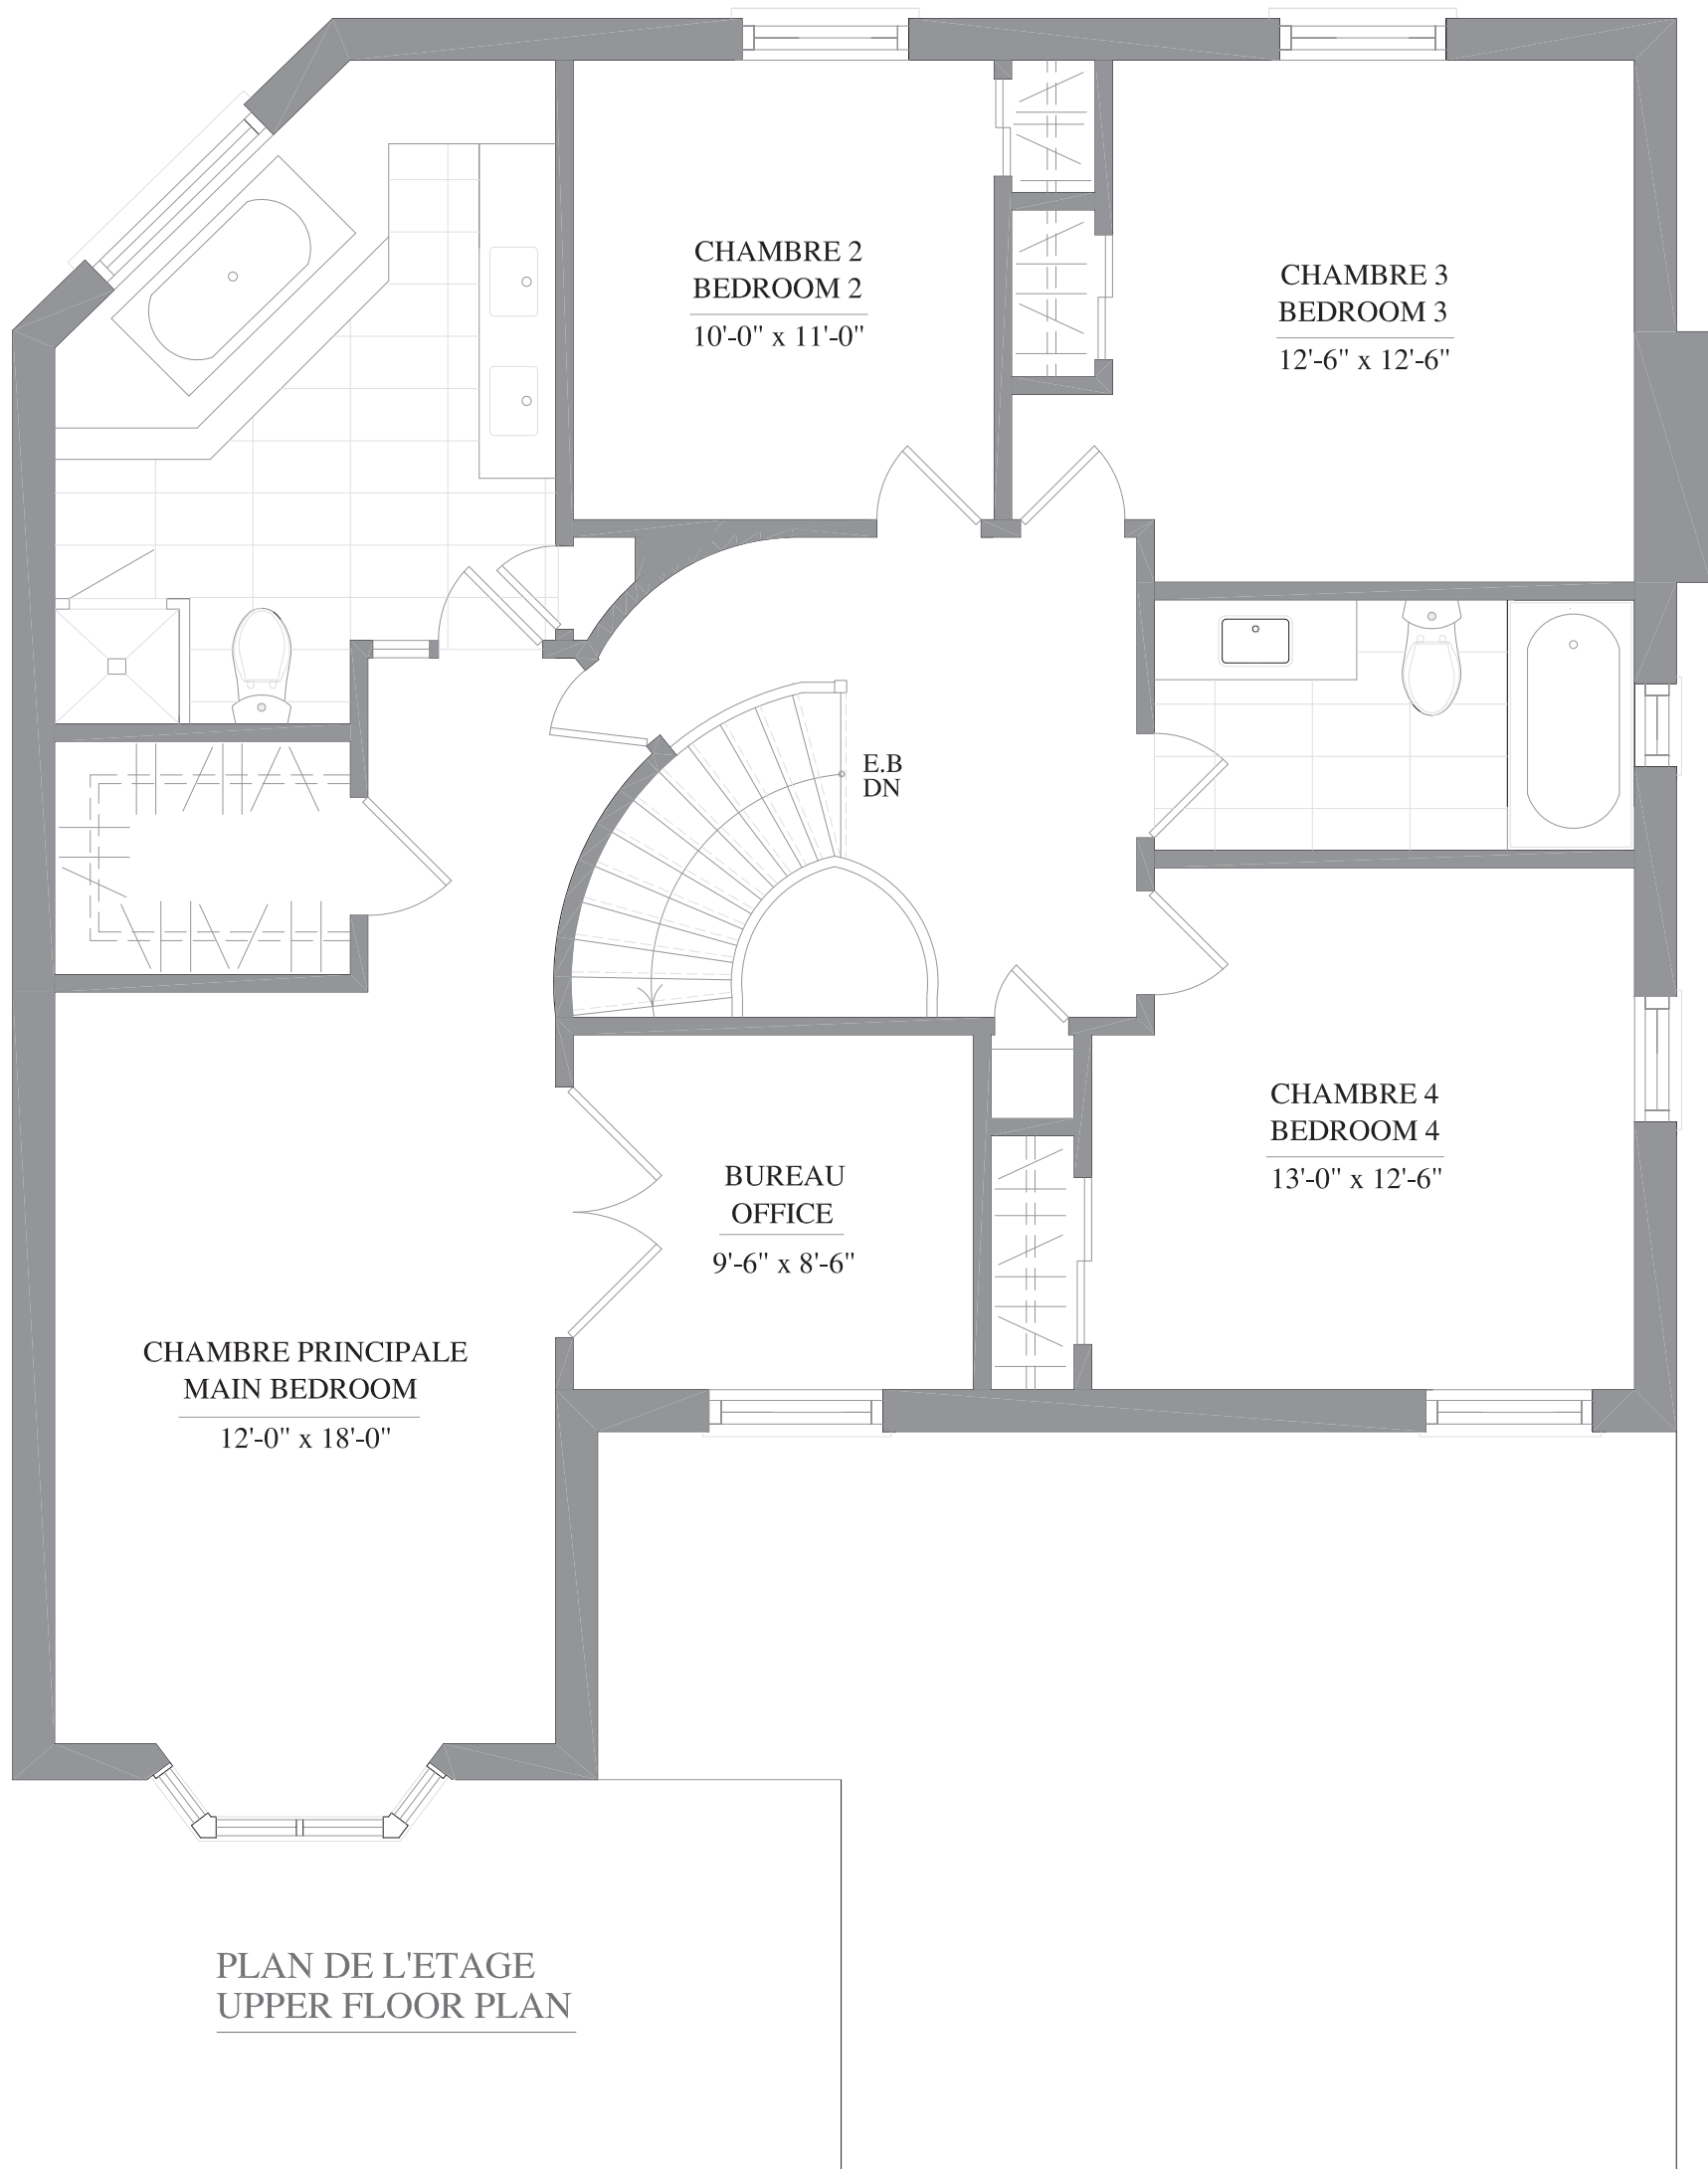 CHAMBRE 2
BEDROOM 2
10'-0" x 11'-0"
CHAMBRE 3
BEDROOM 3
12'-6" x 12'-6"
E.B
DN
CHAMBRE 4
BEDROOM 4
13'-0" x 12'-6"
BUREAU
OFFICE
9'-6" x 8'-6"
CHAMBRE PRINCIPALE
MAIN BEDROOM
12'-0" x 18'-0"
PLAN DE L'ETAGE
UPPER FLOOR PLAN